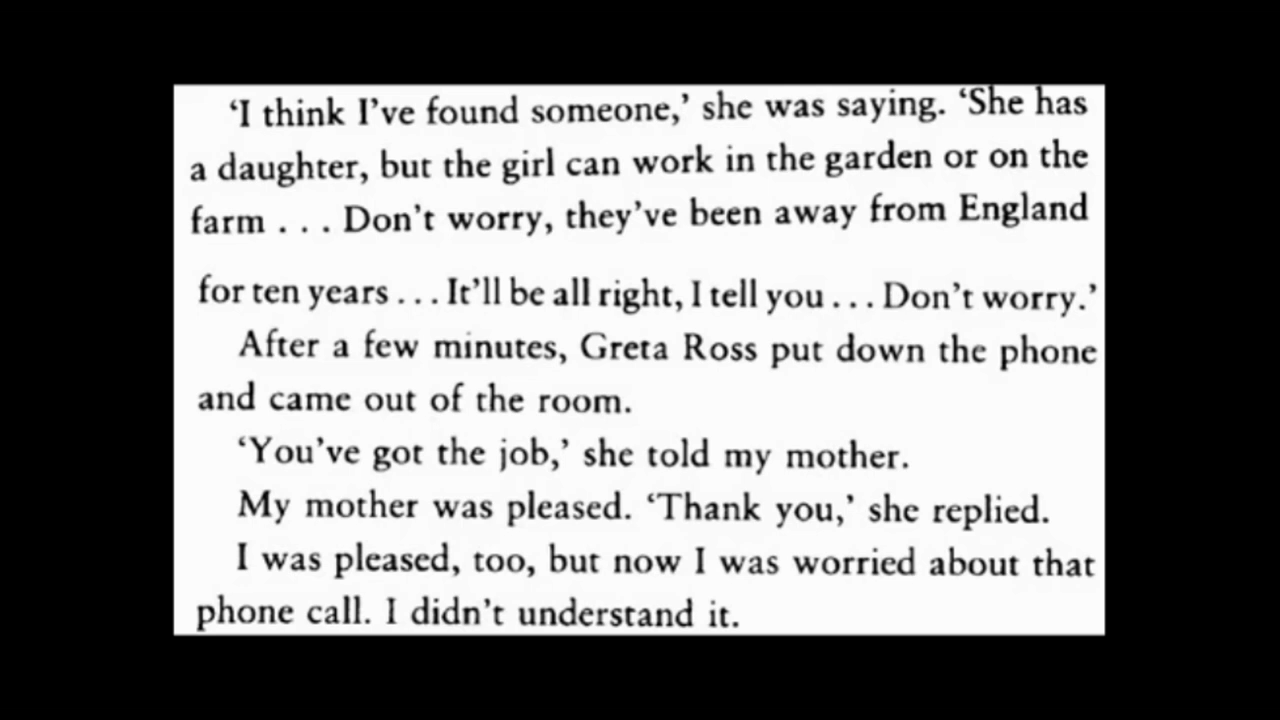 ‘I think I’ve found someone,’ she was saying. ‘She has
a daughter, but the girl can work in the garden or on the
farm . . . Don’t worry, they’ve been away from England
for ten years . . . It’ll be all right, I tell you . . . Don’t worry.’
After a few minutes, Greta Ross put down the phone
and came out of the room.
‘You’ve got the job,’ she told my mother.
My mother was pleased. ‘Thank you,’ she replied.
I was pleased, too, but now I was worried about that
phone call. I didn’t understand it.